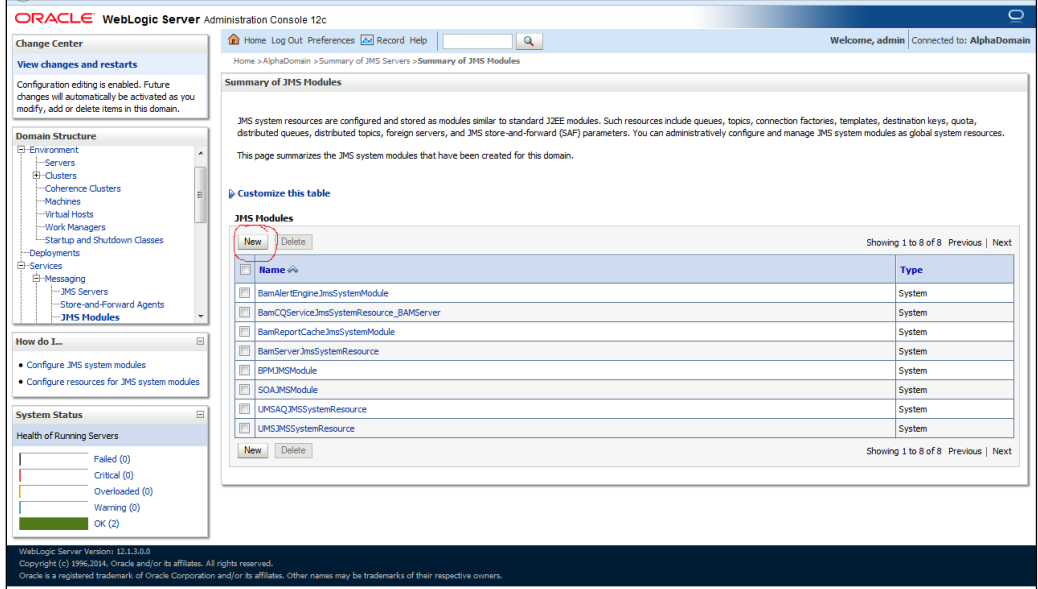 ORACLE WebLogic Server Administration Console 12c
Change Center
View changes and restarts
Configuration editing is enabled. Future
changes will automatically be activated as you
modify, add or delete items in this domain.
Domain Structure
Environment
Servers
Clusters
Coherence Clusters
Machines
Virtual Hosts
Work Managers
Startup and Shutdown Classes
Deployments
Services
Messaging
JMS Servers
Store-and-Forward Agents
JMS Modules
How do I...
Configure JMS system modules
Configure resources for JMS system modules
System Status
Health of Running Servers
Failed (0)
Critical (0)
Overloaded (0)
Warning (0)
OK (2)
Home Log Out Preferences Record Help
Welcome, admin Connected to: AlphaDomain
Home >AlphaDomain >Summary of JMS Servers >Summary of JMS Modules
Summary of JMS Modules
JMS system resources are configured and stored as modules similar to standard J2EE modules. Such resources include queues, topics, connection factories, templates, destination keys, quota,
distributed queues, distributed topics, foreign servers, and JMS store-and-forward (SAF) parameters. You can administratively configure and manage JMS system modules as global system resources.
This page summarizes the JMS system modules that have been created for this domain.
Customize this table
JMS Modules
New Delete Showing 1 to 8 of 8 Previous | Next
Name Type
BamAlertEngineJmsSystemModule System
BamCQServiceJmsSystemResource_BAMServer System
BamReportCacheJmsSystemModule System
BamServerJmsSystemResource System
BPMJMSModule System
SOAJMSModule System
UMSAQJMSSystemResource System
UMSJMSSystemResource System
New Delete Showing 1 to 8 of 8 Previous | Next
WebLogic Server Version: 12.1.3.0.0
Copyright (c) 1996,2014, Oracle and/or its affiliates. All rights reserved.
Oracle is a registered trademark of Oracle Corporation and/or its affiliates. Other names may be trademarks of their respective owners.